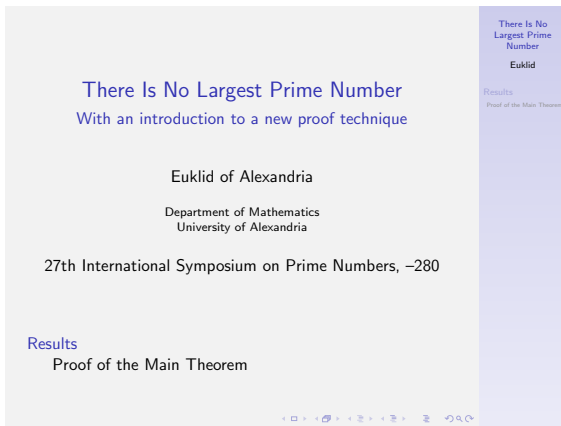 There Is No Largest Prime Number
With an introduction to a new proof technique
Euklid of Alexandria
Department of Mathematics
University of Alexandria
27th International Symposium on Prime Numbers, –280
Results
Proof of the Main Theorem
There Is No
Largest Prime
Number
Euklid
Results
Proof of the Main Theorem